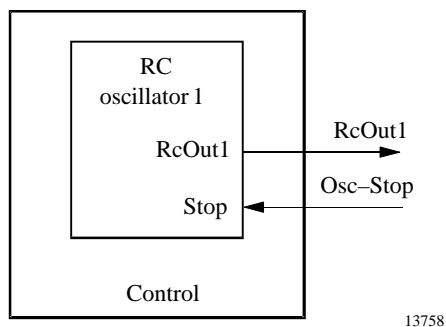 RC
oscillator 1
RcOut1
RcOut1
Osc–Stop
Stop
Control
13758